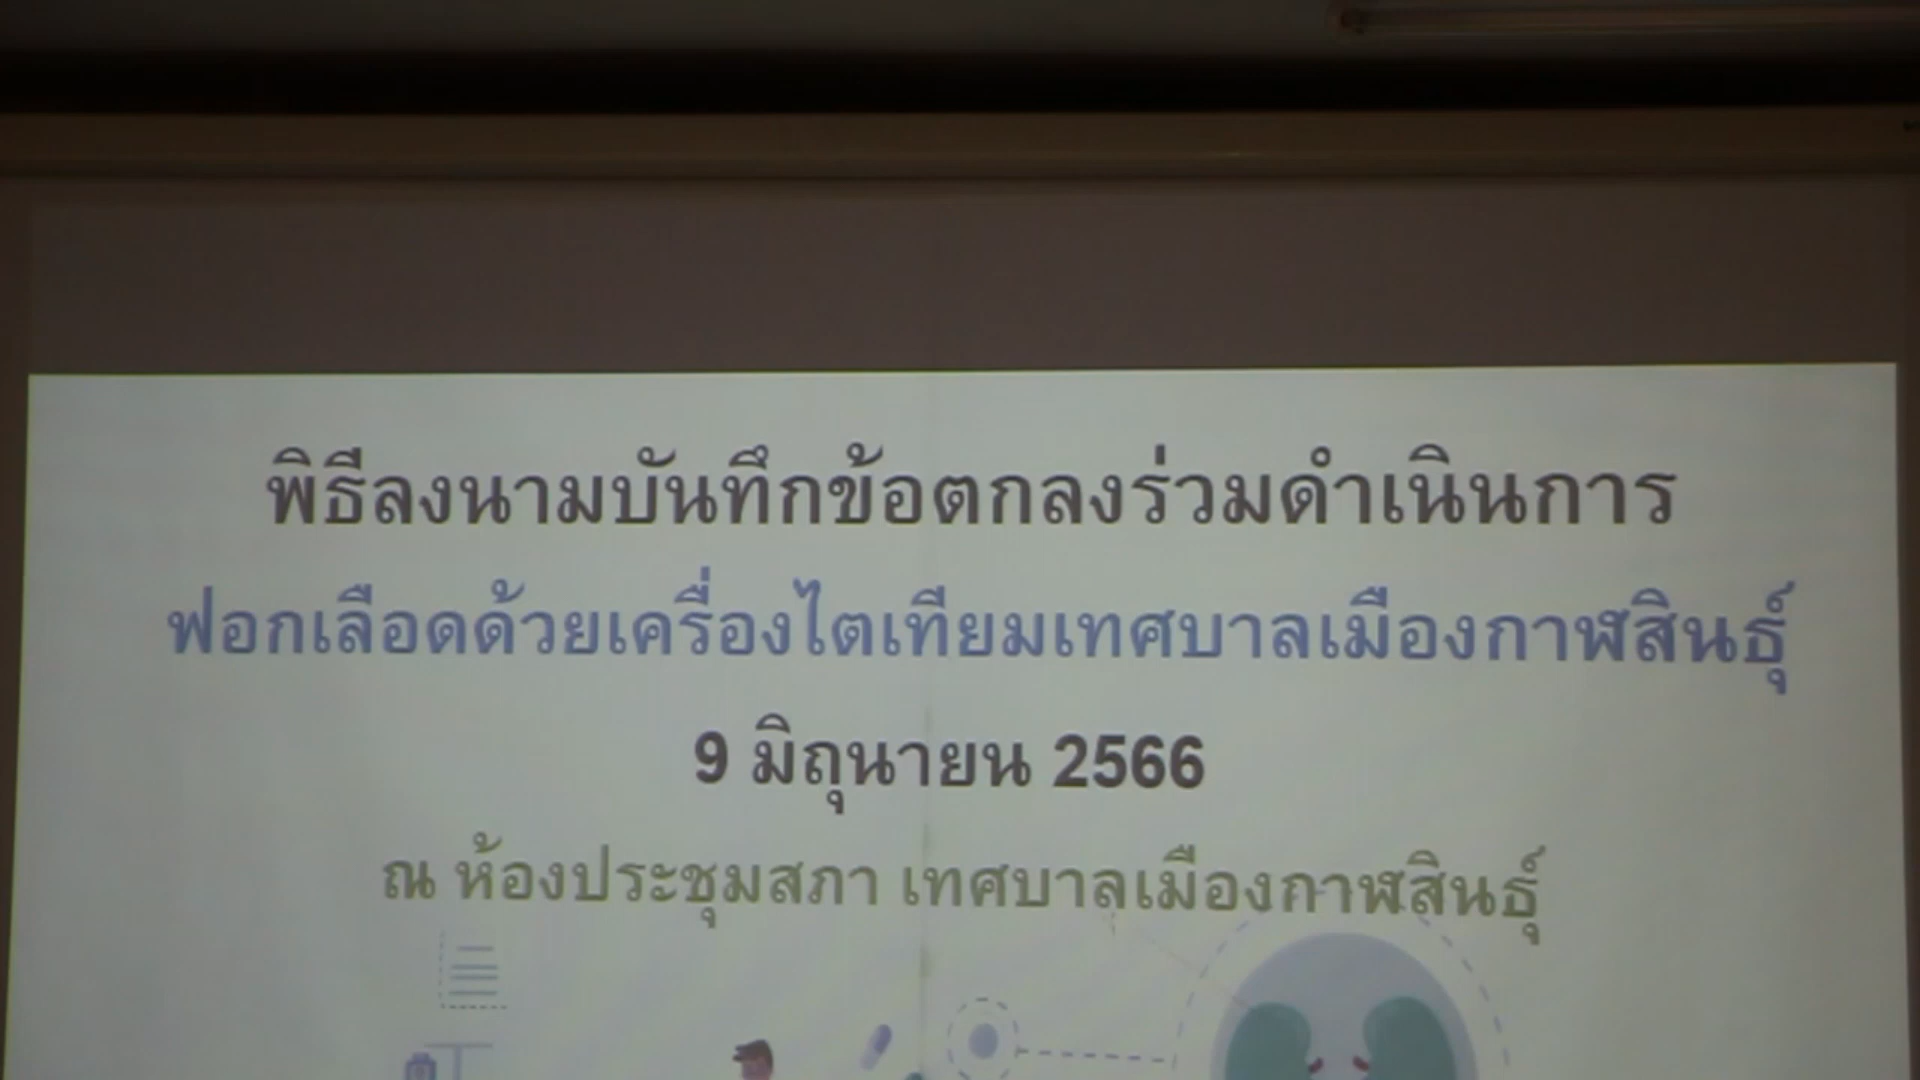 พิธีลงนามบันทึกข้อตกลงร่วมดำเนินการ
ฟอกเลือดด้วยเครื่องไตเทียมเทศบาลเมืองกาฬสินธุ์
9 มิถุนายน 2566
ณ ห้องประชุมสภา เทศบาลเมืองกาฬสินธุ์